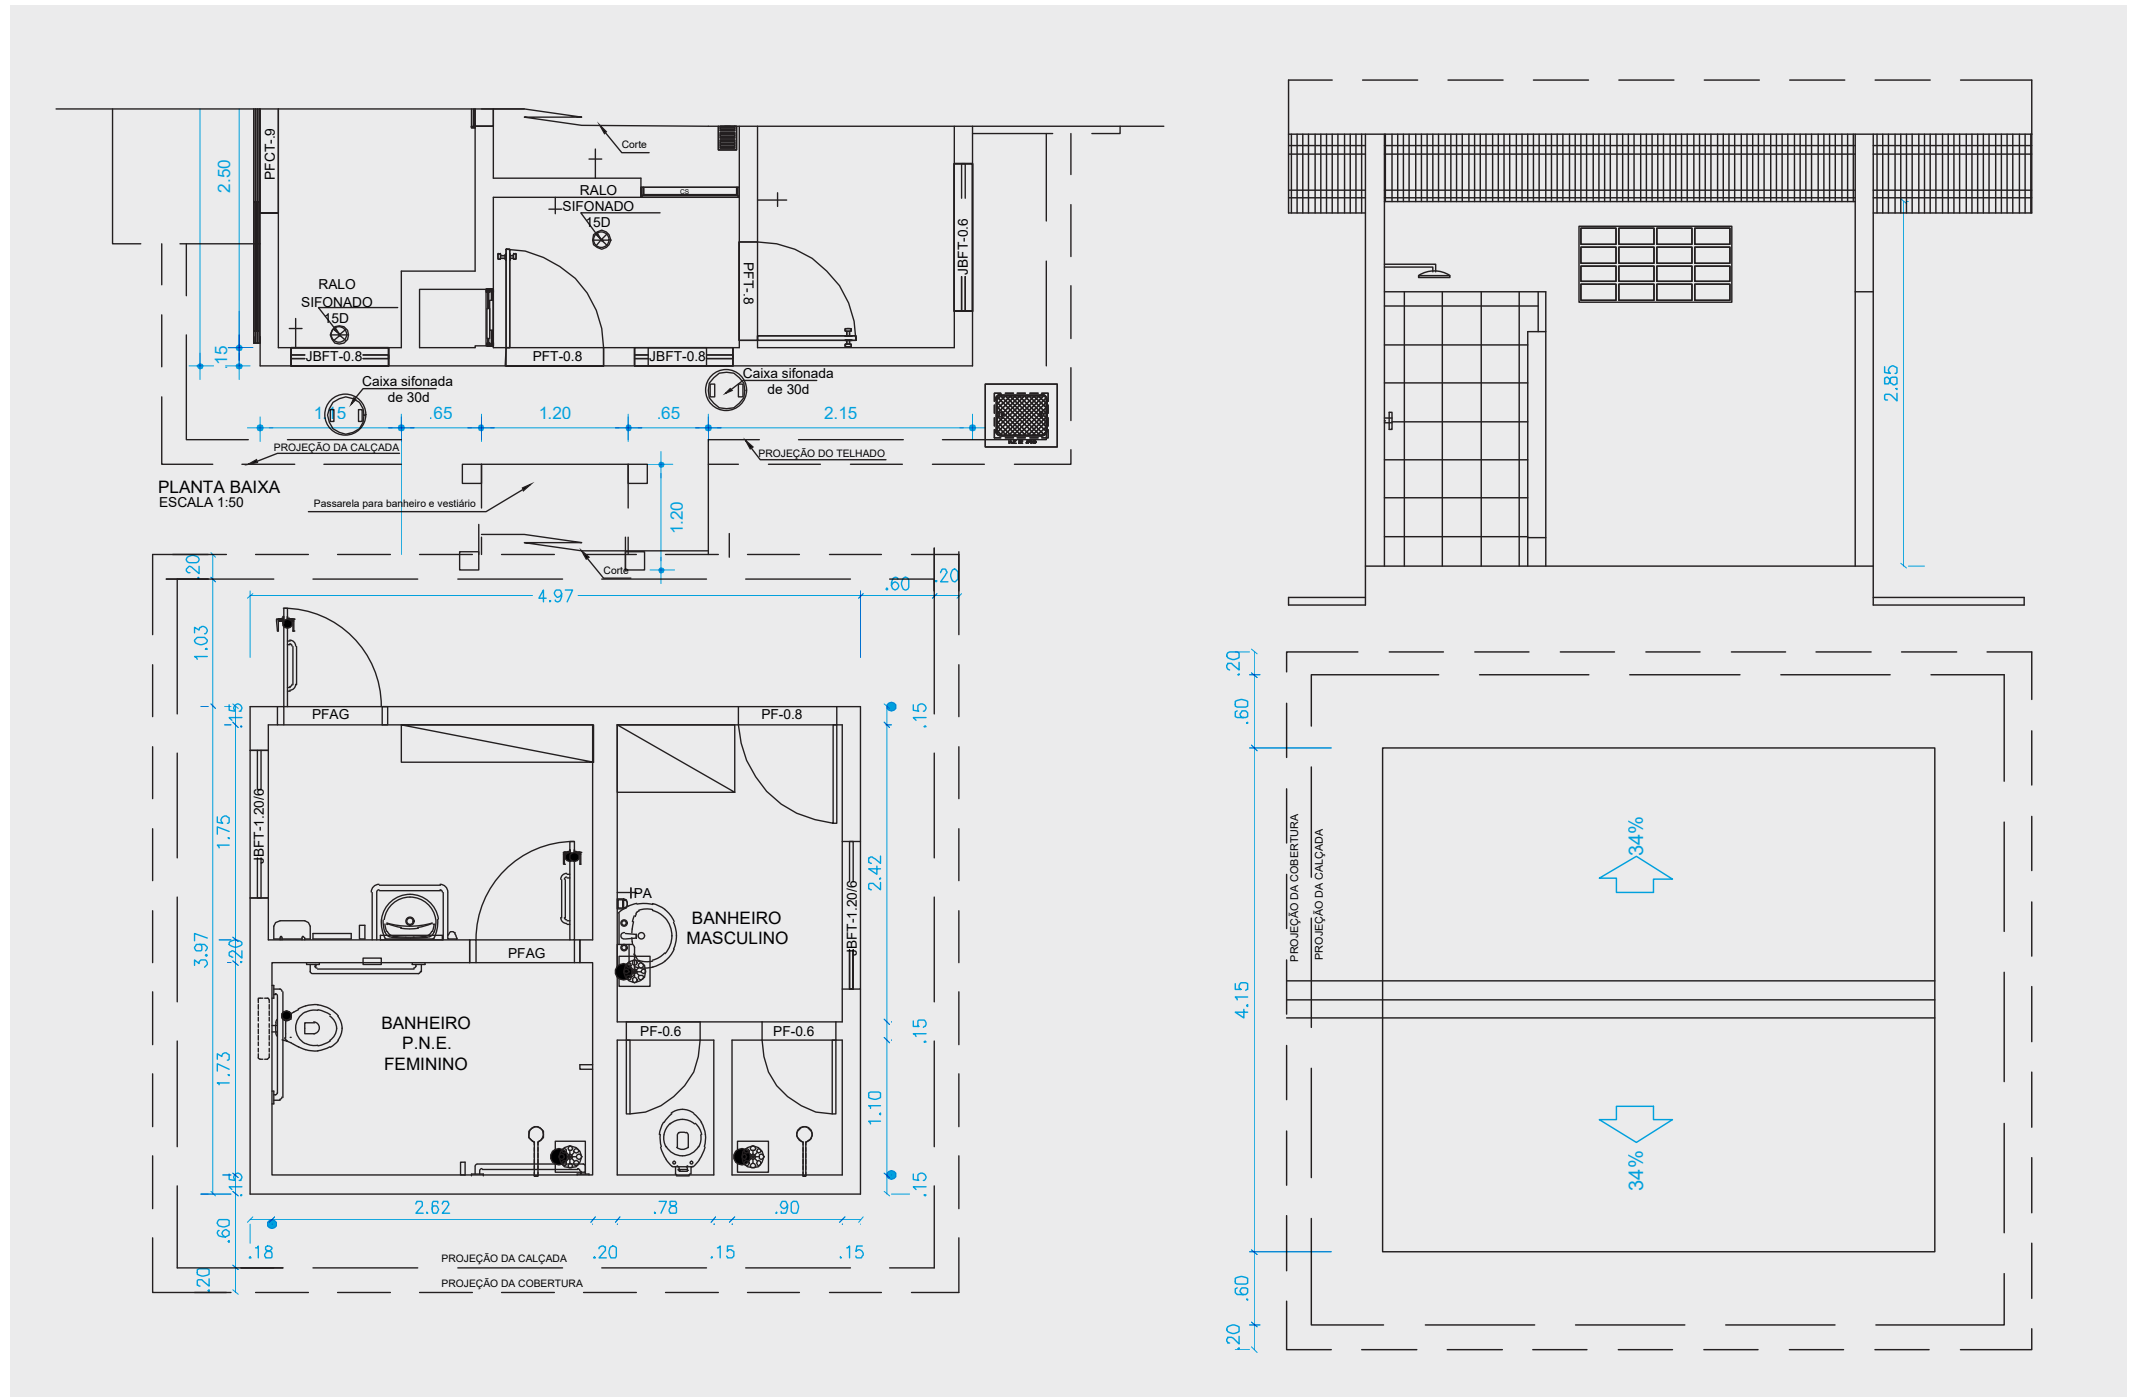 PFCT-.9
2.50
.15
Corte
CS
RALO
SIFONADO
15D
RALO
SIFONADO
15D
PFT-.8
JBFT-0.6
JBFT-0.8
PFT-0.8
JBFT-0.8
Caixa sifonada
de 30d
Caixa sifonada
de 30d
.65
1.20
.65
2.15
PROJEÇÃO DA CALÇADA
PROJEÇÃO DO TELHADO
PLANTA BAIXA
ESCALA 1:50
Passarela para banheiro e vestiário
1.20
Corte
.20
4.97
.60
.20
1.03
PFAG
PF-0.8
.15
.15
JBFT-1.20/6
1.75
2.42
IPA
BANHEIRO
MASCULINO
JBFT-1.20/6
3.97
.20
PFAG
BANHEIRO
P.N.E.
FEMININO
PF-0.6
PF-0.6
.15
1.73
1.10
.15
.15
2.62
.78
.90
.60
.18
.20
.15
.15
PROJEÇÃO DA CALÇADA
.20
PROJEÇÃO DA COBERTURA
2.85
.20
.60
4.15
.60
.20
PROJEÇÃO DA COBERTURA
PROJEÇÃO DA CALÇADA
34%
34%